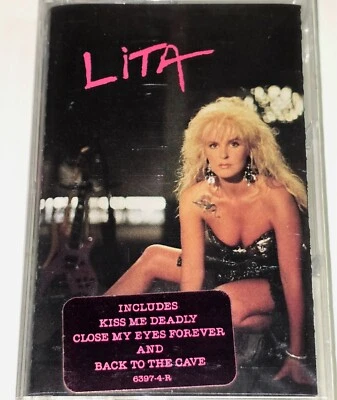 LiTA
INCLUDES
KISS ME DEADLY
CLOSE MY EYES FOREVER
AND
BACK TO THE CAVE
6397-4-R